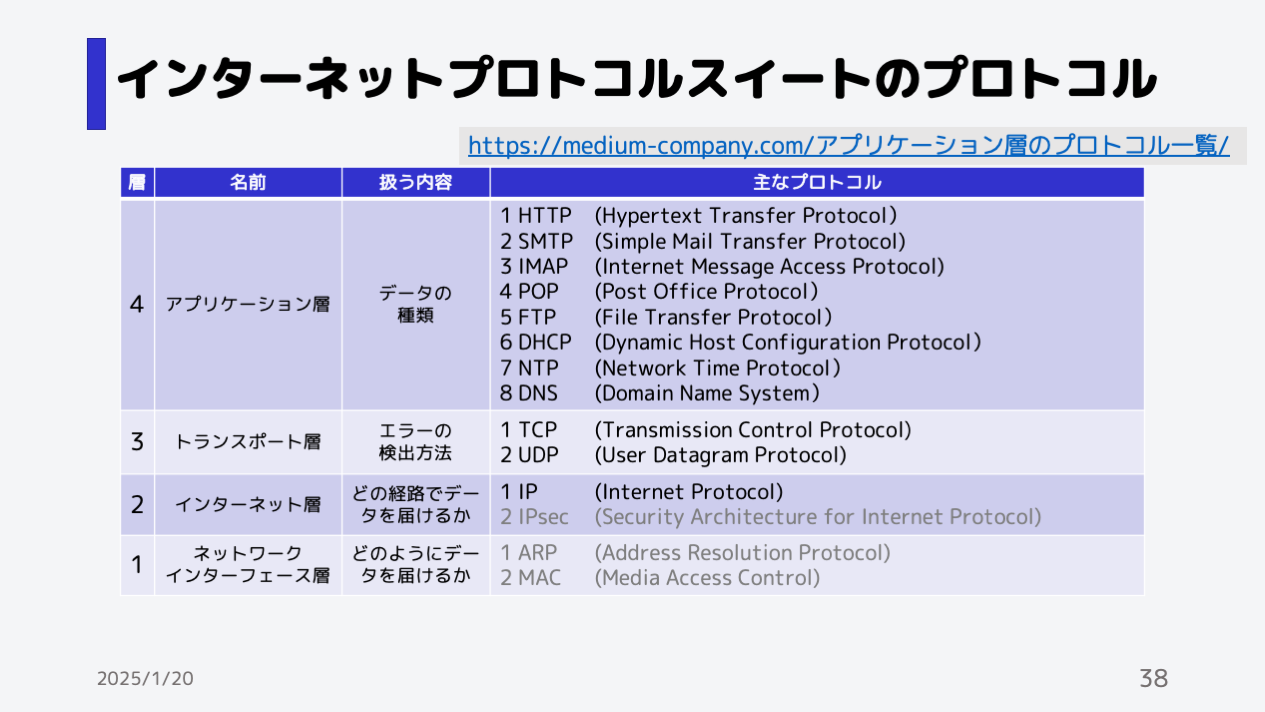 インターネットプロトコルスイートのプロトコル
https://medium-company.com/アプリケーション層のプロトコル一覧/
層 名前 扱う内容 主なプロトコル
4 アプリケーション層 データの
種類
1 HTTP (Hypertext Transfer Protocol)
2 SMTP (Simple Mail Transfer Protocol)
3 IMAP (Internet Message Access Protocol)
4 POP (Post Office Protocol)
5 FTP (File Transfer Protocol)
6 DHCP (Dynamic Host Configuration Protocol)
7 NTP (Network Time Protocol)
8 DNS (Domain Name System)
3 トランスポート層 エラーの
検出方法
1 TCP (Transmission Control Protocol)
2 UDP (User Datagram Protocol)
2 インターネット層 どの経路でデー
タを届けるか
1 IP (Internet Protocol)
2 IPsec (Security Architecture for Internet Protocol)
1 ネットワーク
インターフェース層
どのようにデー
タを届けるか
1 ARP (Address Resolution Protocol)
2 MAC (Media Access Control)
2025/1/20
38